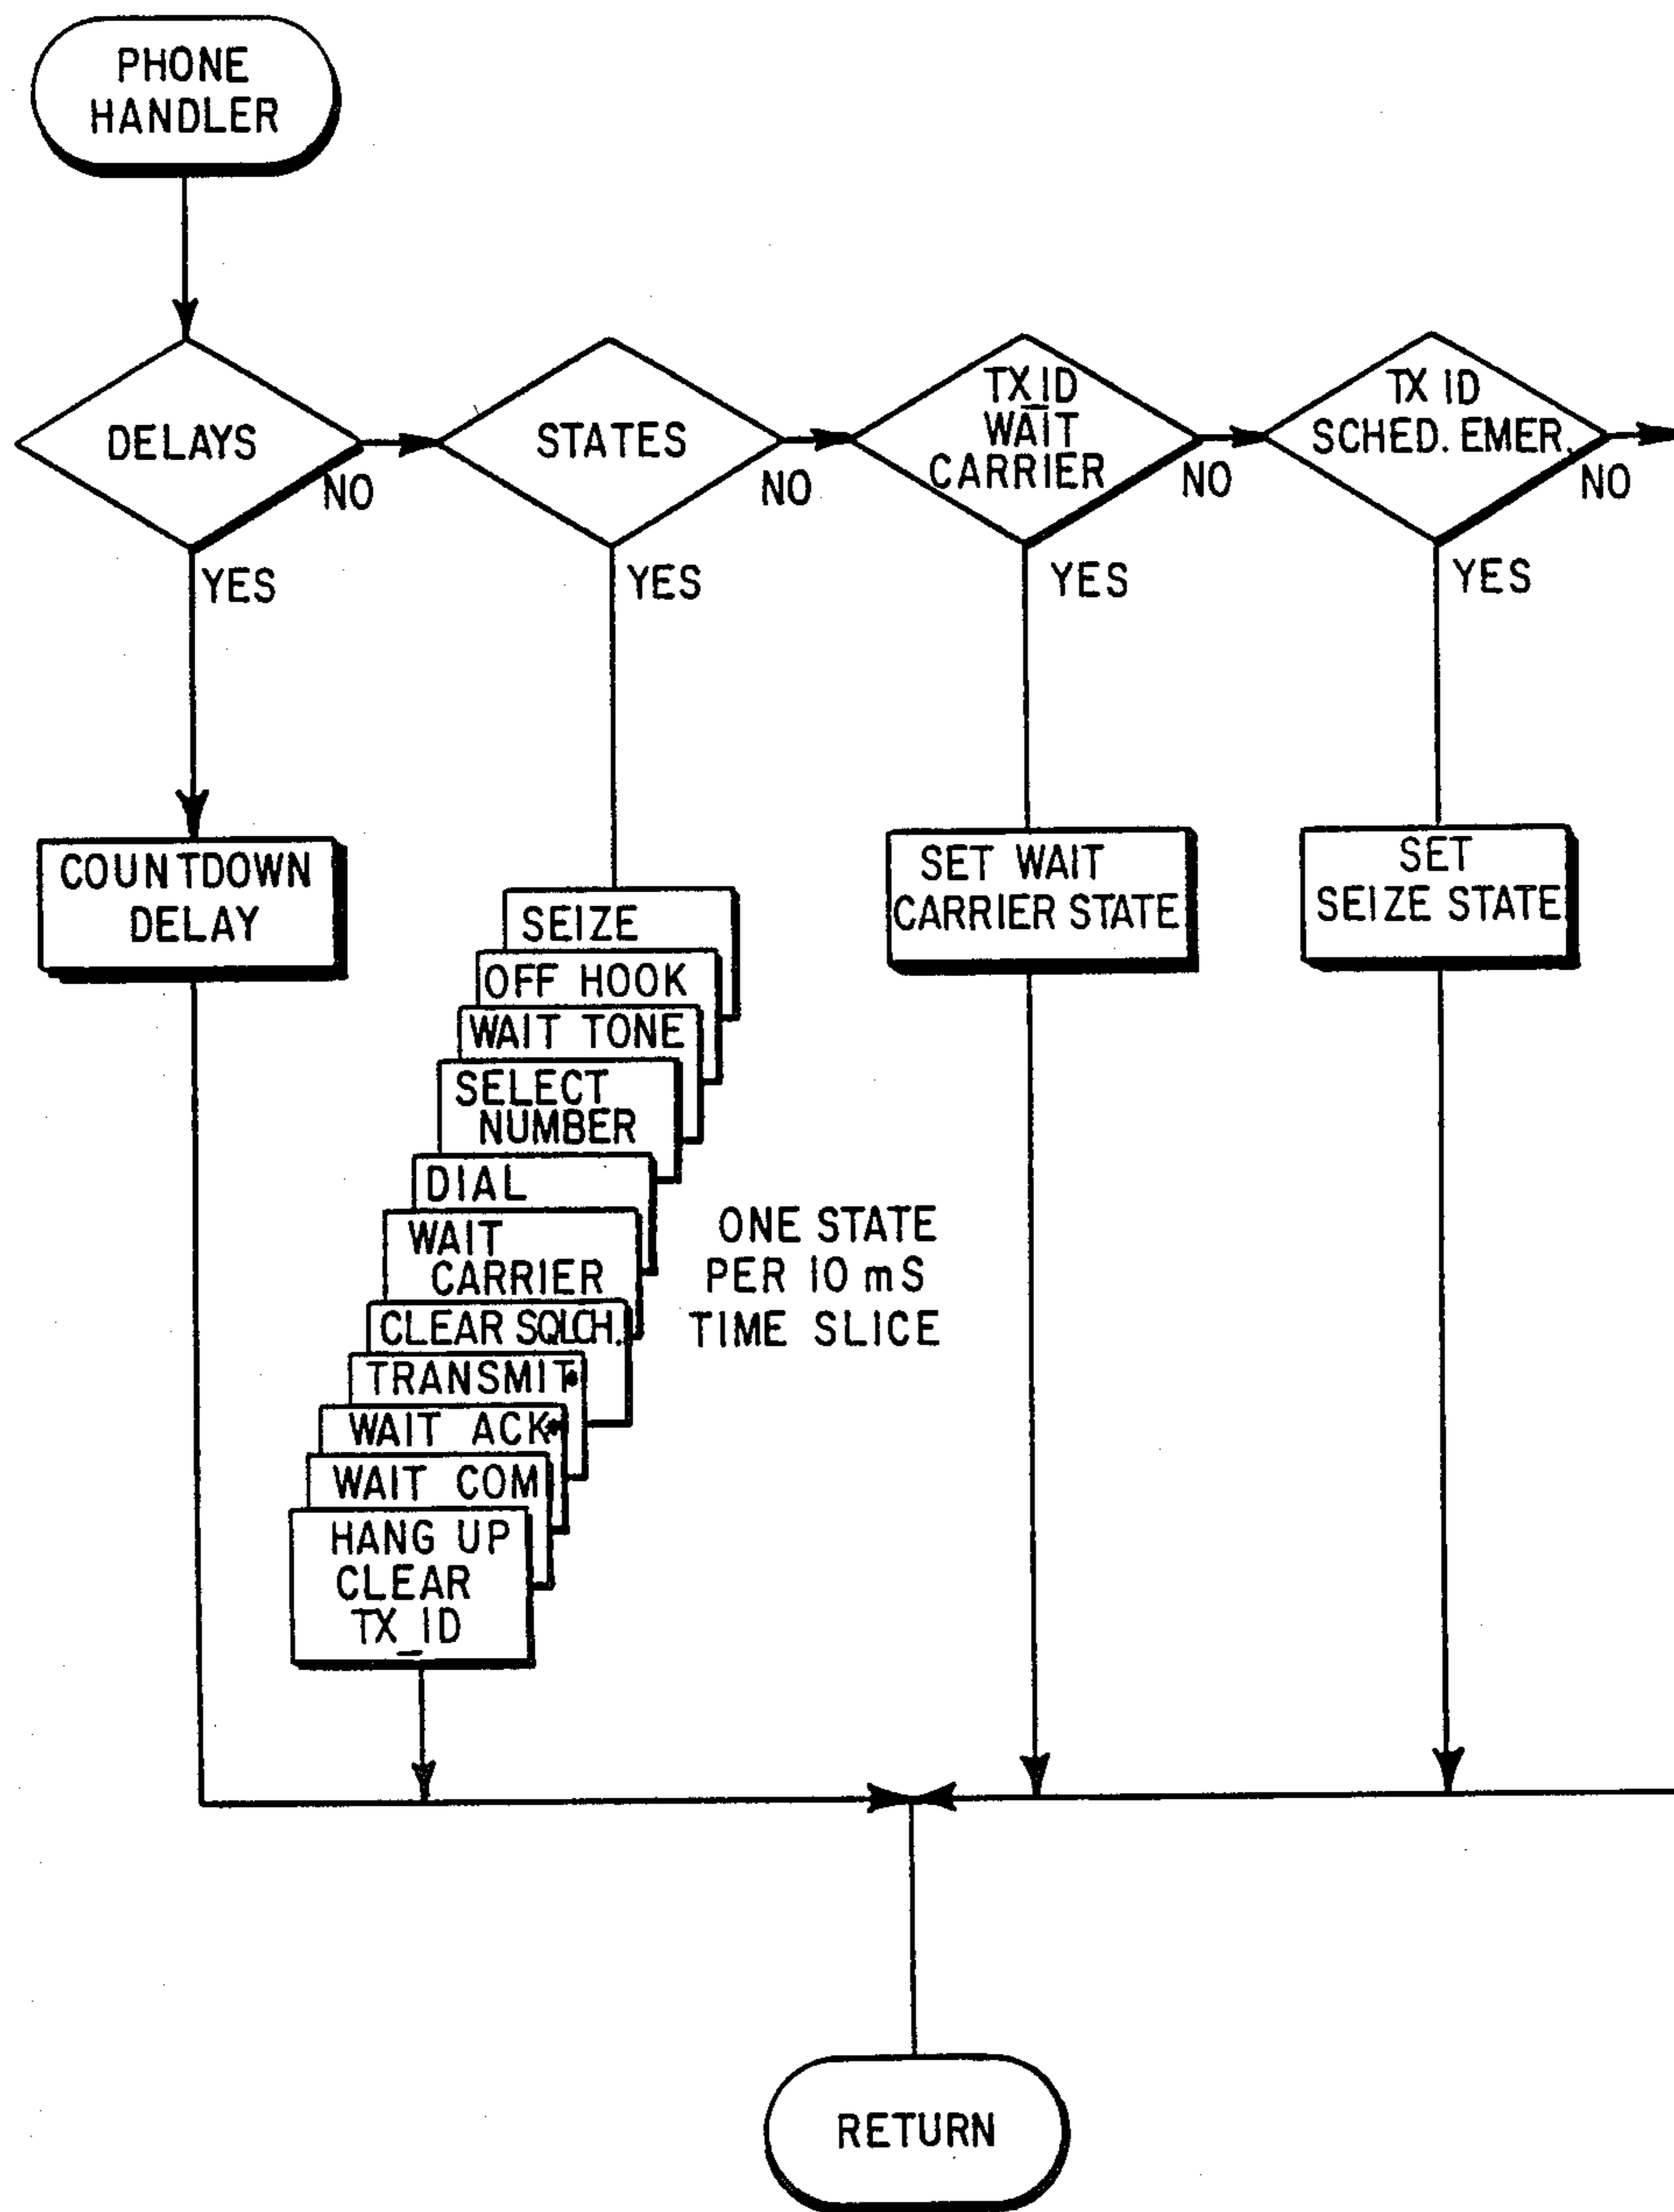 PHONE
HANDLER
DELAYS
NO
YES
STATES
NO
YES
TX_ID
WAIT
CARRIER
NO
YES
TX ID
SCHED. EMER.
NO
YES
COUNTDOWN
DELAY
SEIZE
OFF HOOK
WAIT TONE
SELECT
NUMBER
DIAL
WAIT
CARRIER
CLEAR SQLCH.
TRANSMIT*
WAIT ACK*
WAIT COM
HANG UP
CLEAR
TX_ID
ONE STATE
PER 10 mS
TIME SLICE
SET WAIT
CARRIER STATE
SET
SEIZE STATE
RETURN